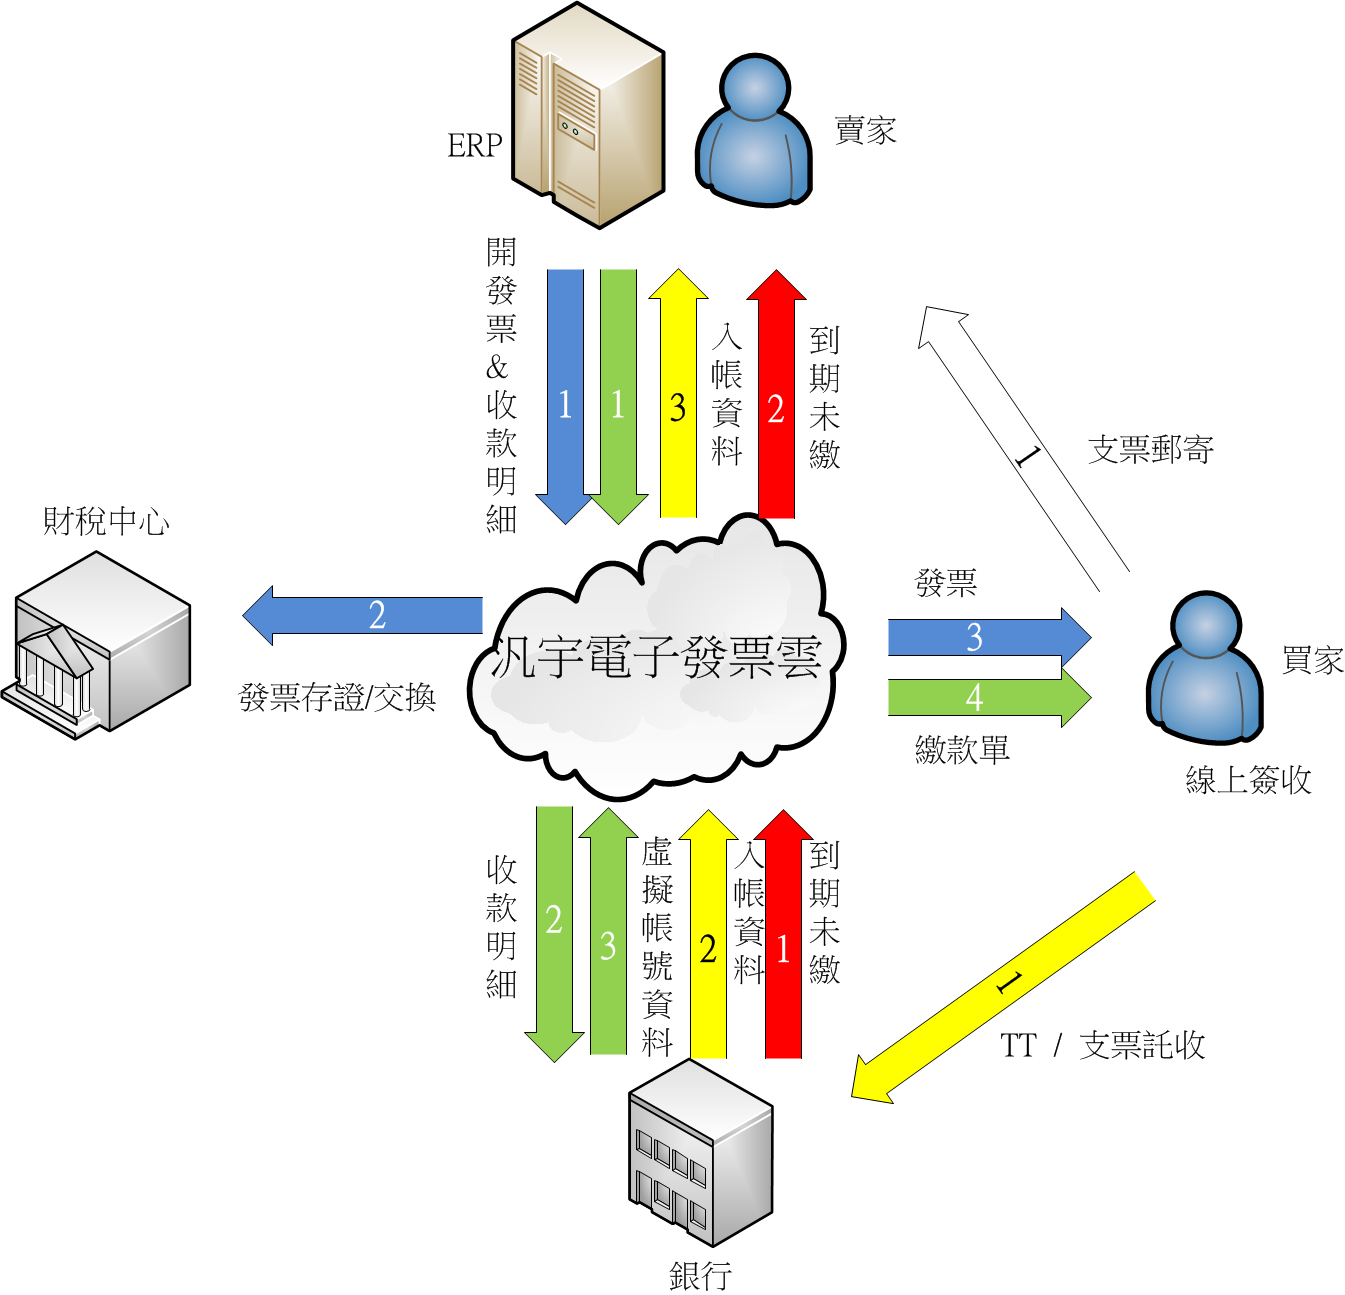 ERP
賣家
開發票&收款明細
1
1
3
入帳資料
2
到期未繳
1
支票郵寄
財稅中心
2
發票存證/交換
汎宇電子發票雲
發票
3
4
繳款單
買家
線上簽收
收款明細
2
3
虛擬帳號資料
2
入帳資料
1
到期未繳
1
TT / 支票託收
銀行